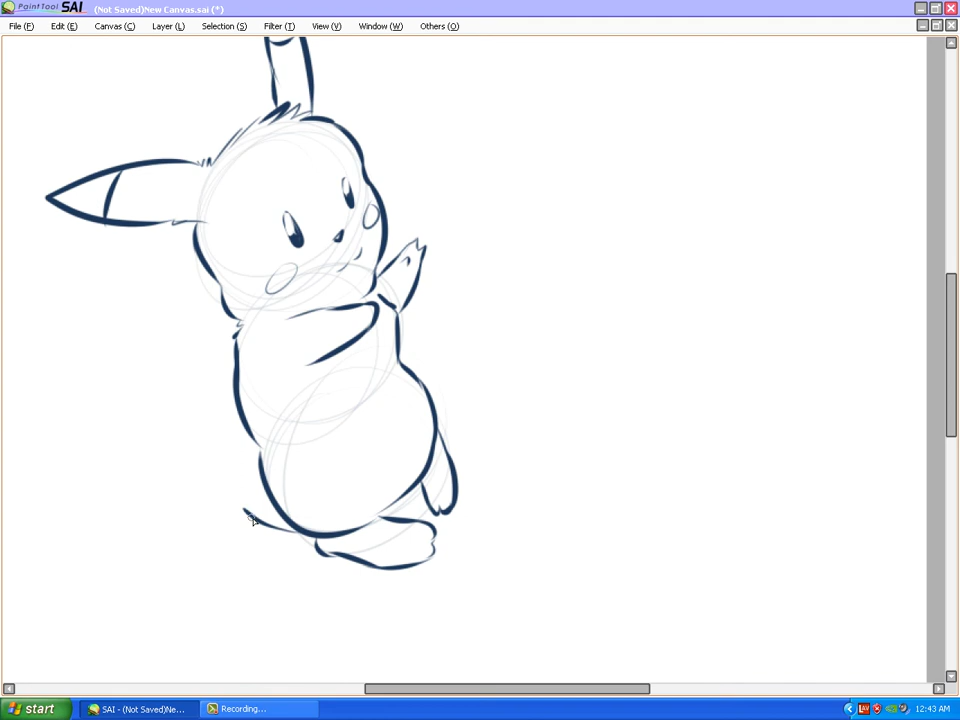 PaintTool SAI (Not Saved)New Canvas.sai (*)
File (F) Edit (E) Canvas (C) Layer (L) Selection (S) Filter (T) View (V) Window (W) Others (O)
start SAI - (Not Saved)Ne... Recording... 12:43 AM